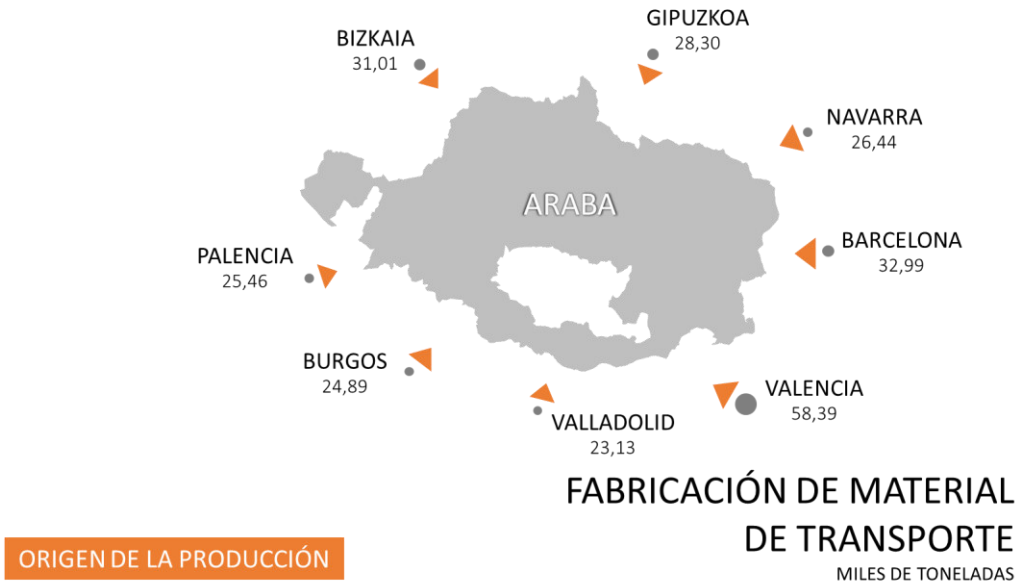 GIPUZKOA
28,30
BIZKAIA
31,01
NAVARRA
26,44
ARABA
BARCELONA
32,99
PALENCIA
25,46
BURGOS
24,89
VALENCIA
58,39
VALLADOLID
23,13
FABRICACIÓN DE MATERIAL
DE TRANSPORTE
MILES DE TONELADAS
ORIGEN DE LA PRODUCCIÓN